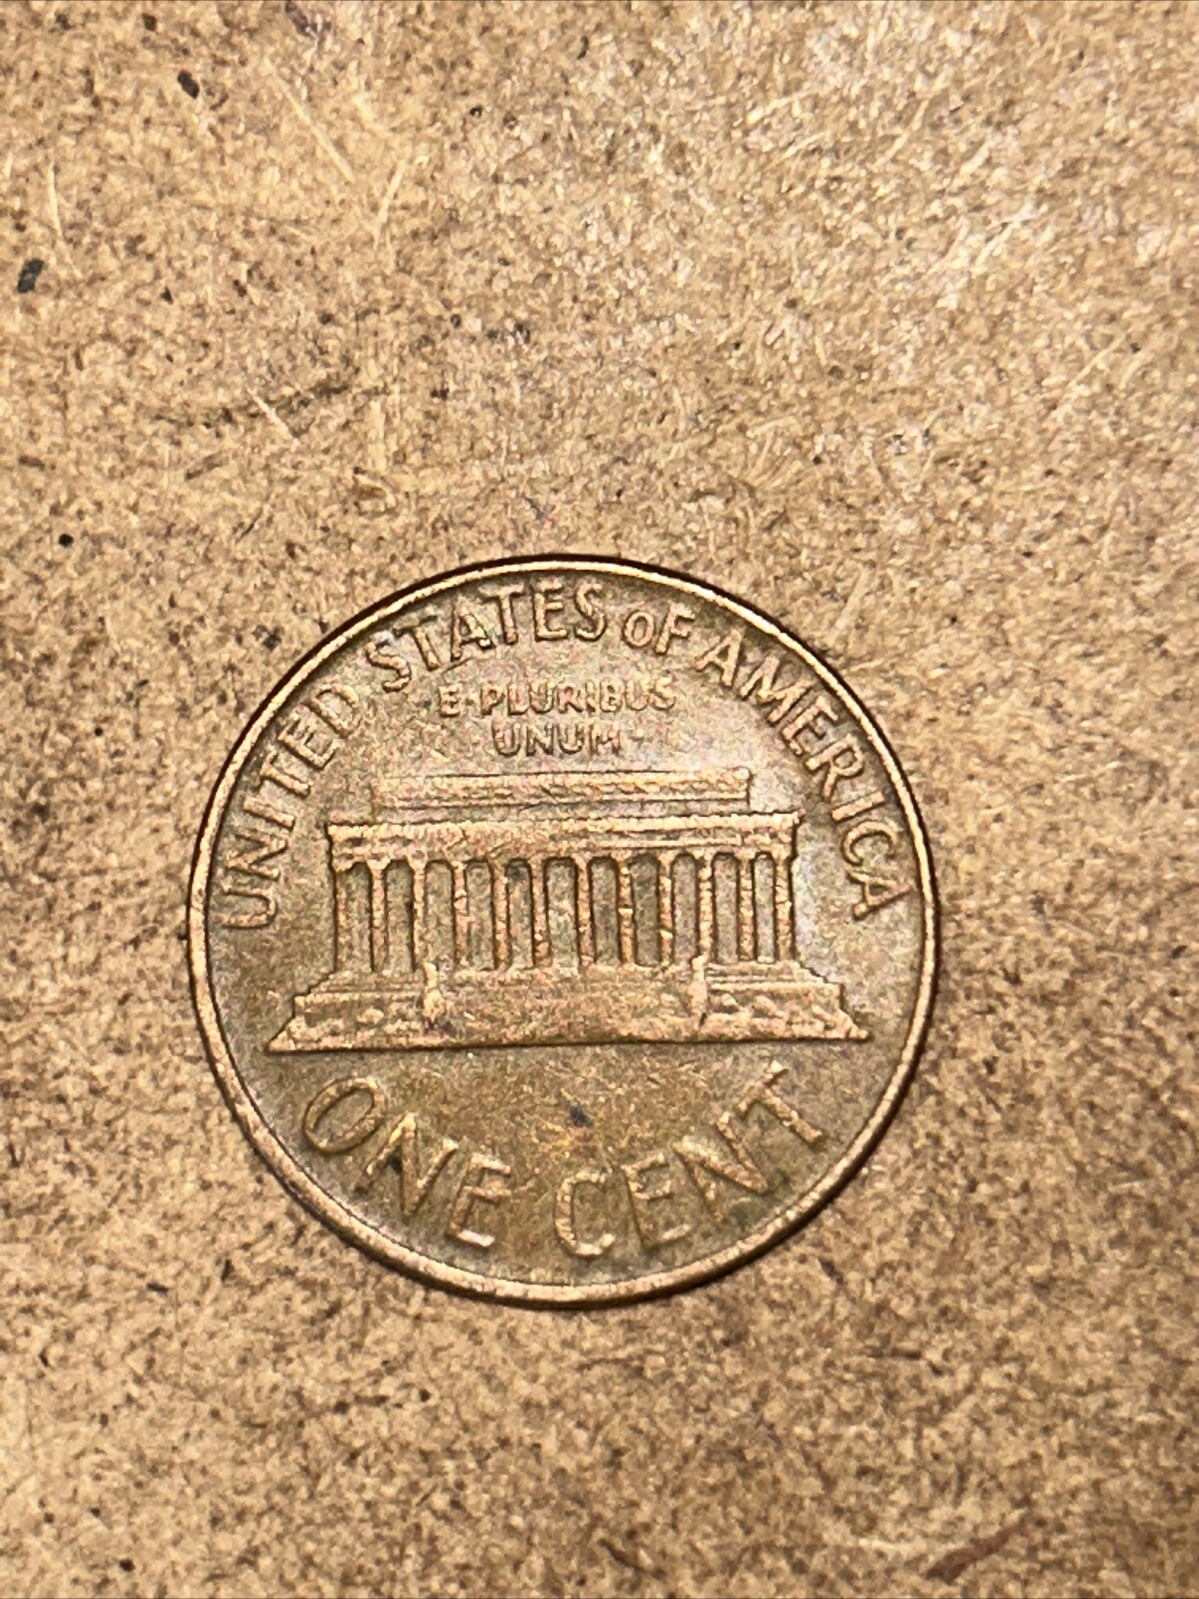 UNITED STATES OF AMERICA
E·PLURIBUS
·UNUM·
ONE CENT